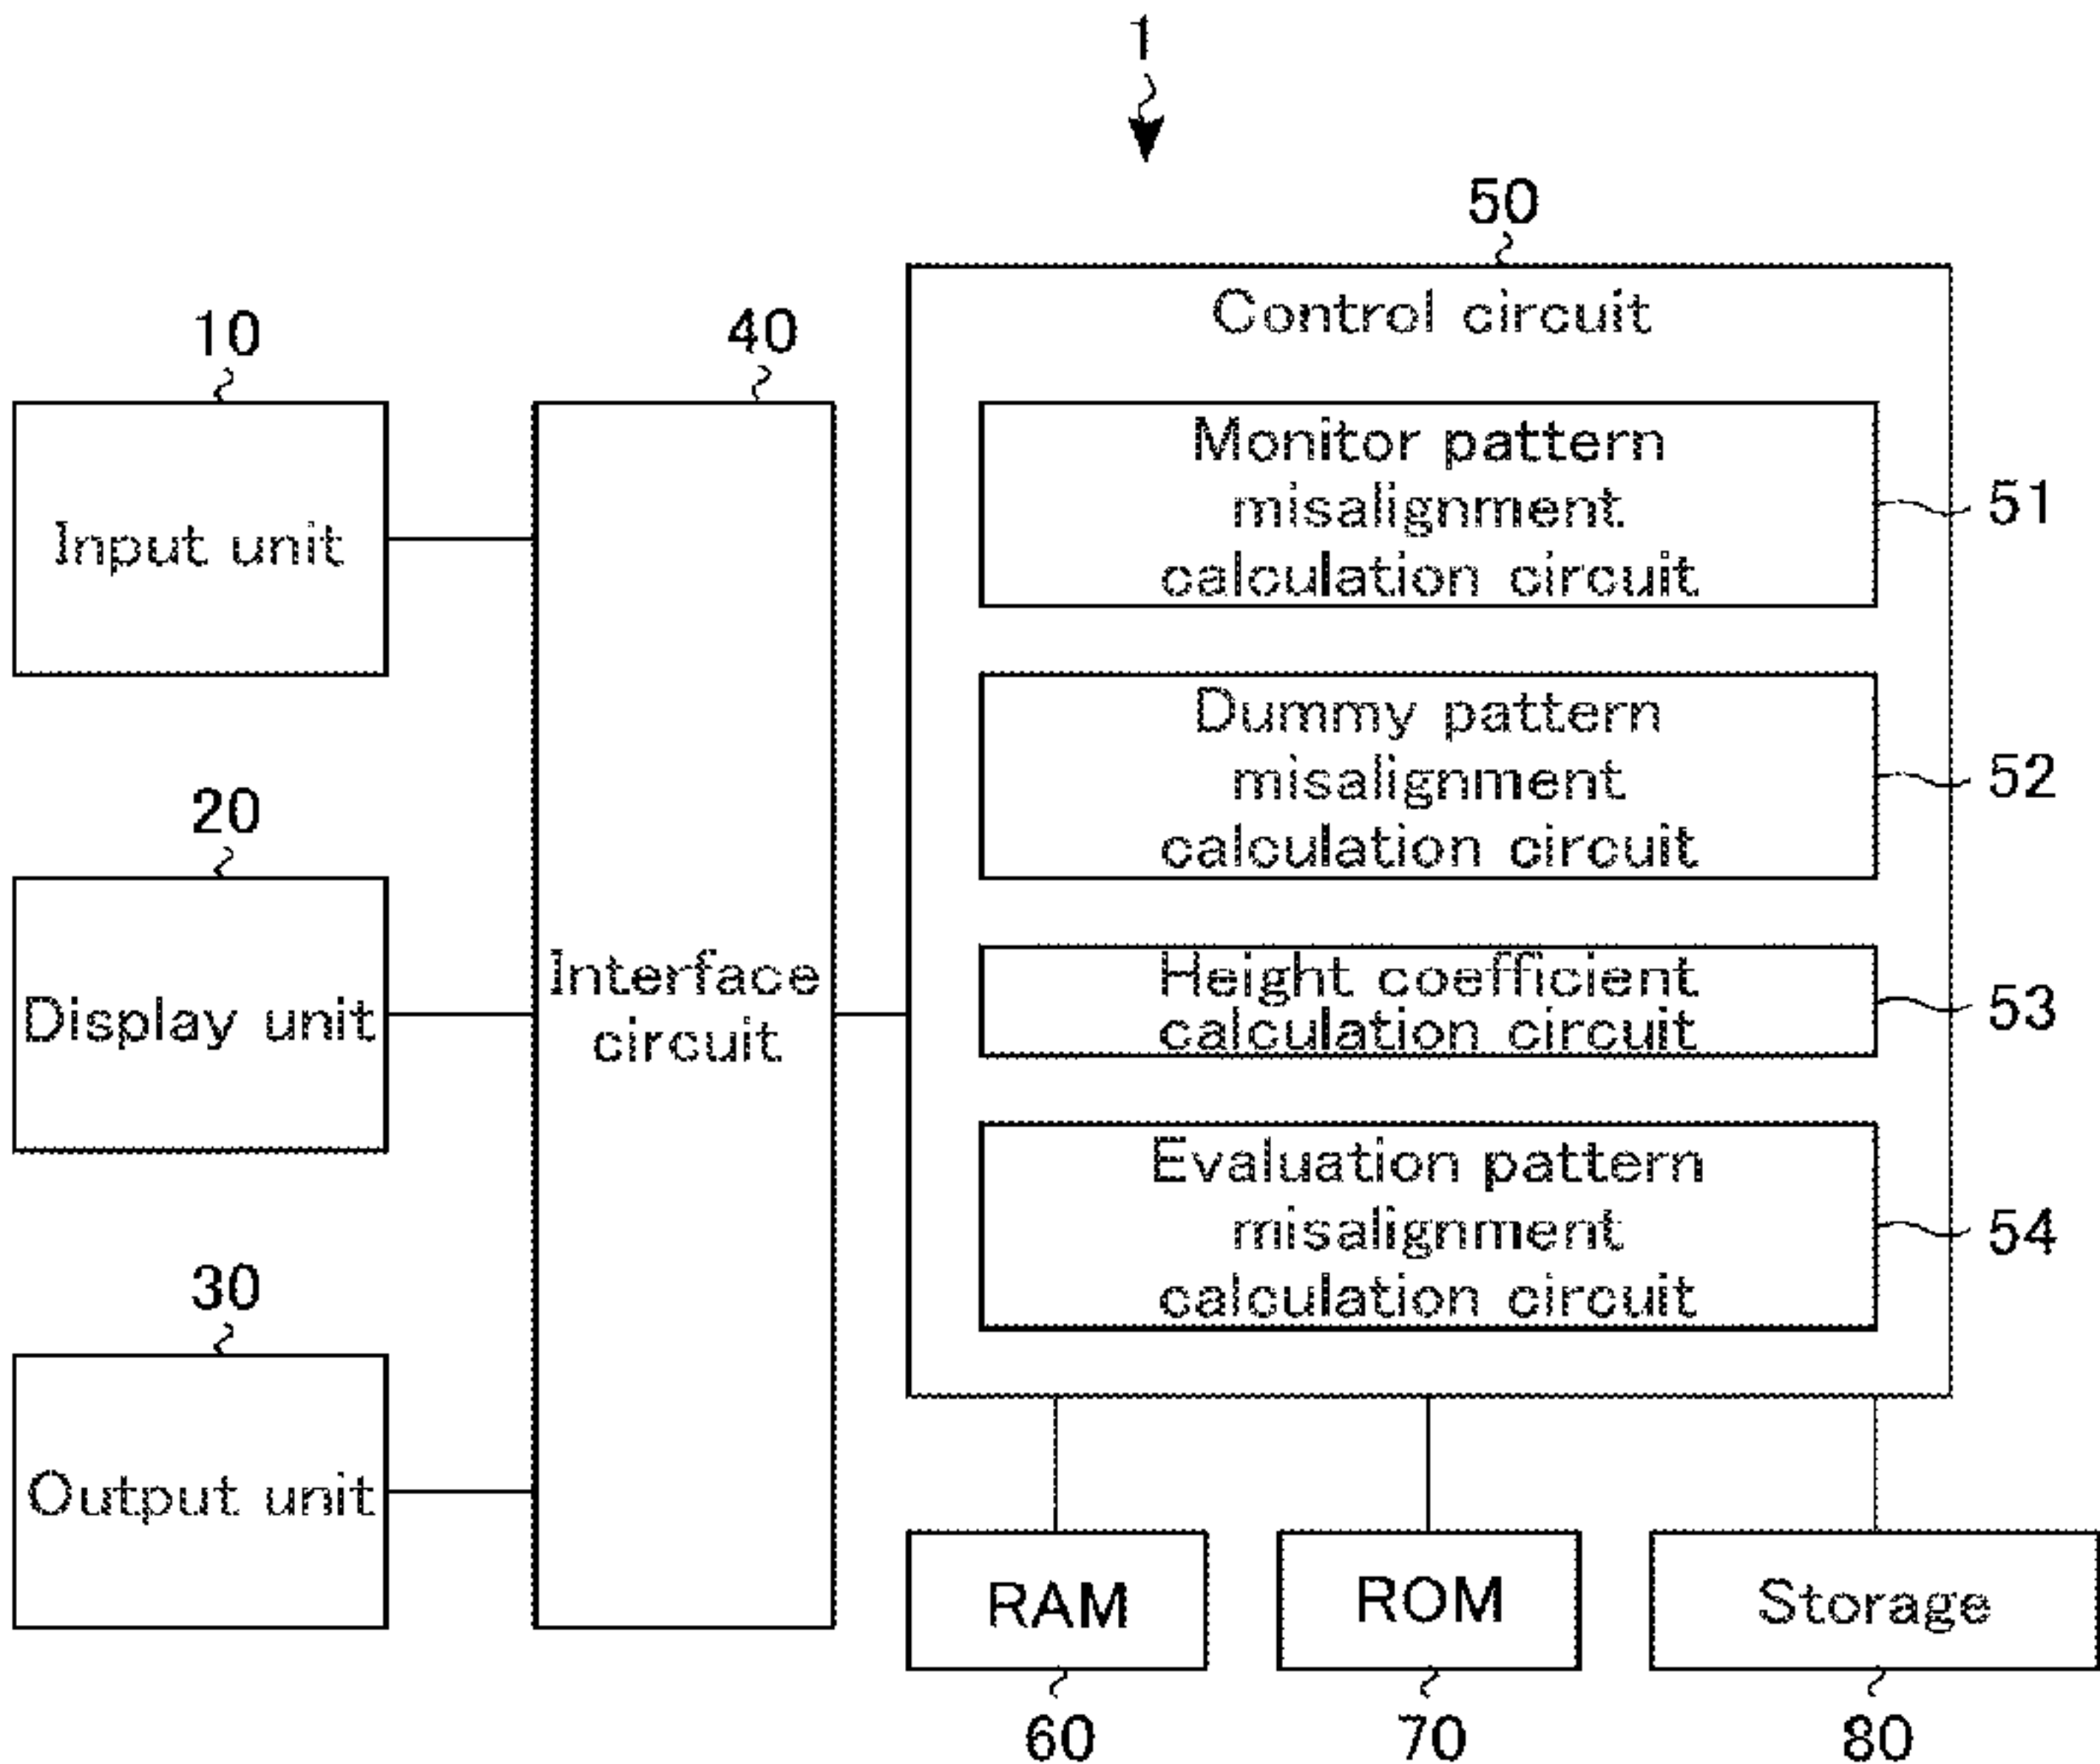 1
50
Control circuit
10
40
Monitor pattern
misalignment
calculation circuit
51
Input unit
Dummy pattern
misalignment
calculation circuit
52
20
Display unit
Interface
circuit
Height coefficient
calculation circuit
53
Evaluation pattern
misalignment
calculation circuit
54
30
Output unit
RAM
ROM
Storage
60
70
80